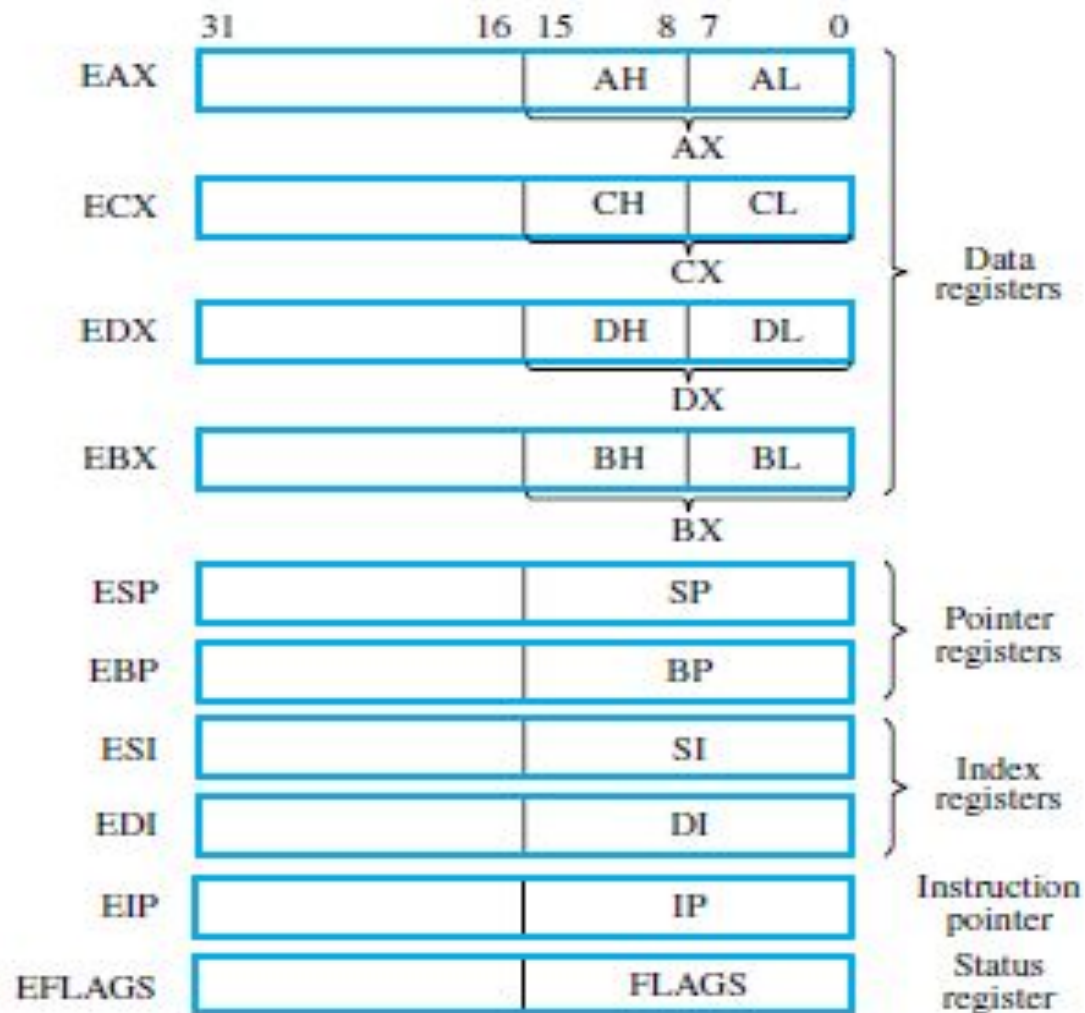 31 16 15 8 7 0
EAX AH AL
AX
ECX CH CL
CX
Data
registers
EDX DH DL
DX
EBX BH BL
BX
ESP SP
Pointer
registers
EBP BP
ESI SI
Index
registers
EDI DI
EIP IP
Instruction
pointer
EFLAGS FLAGS
Status
register